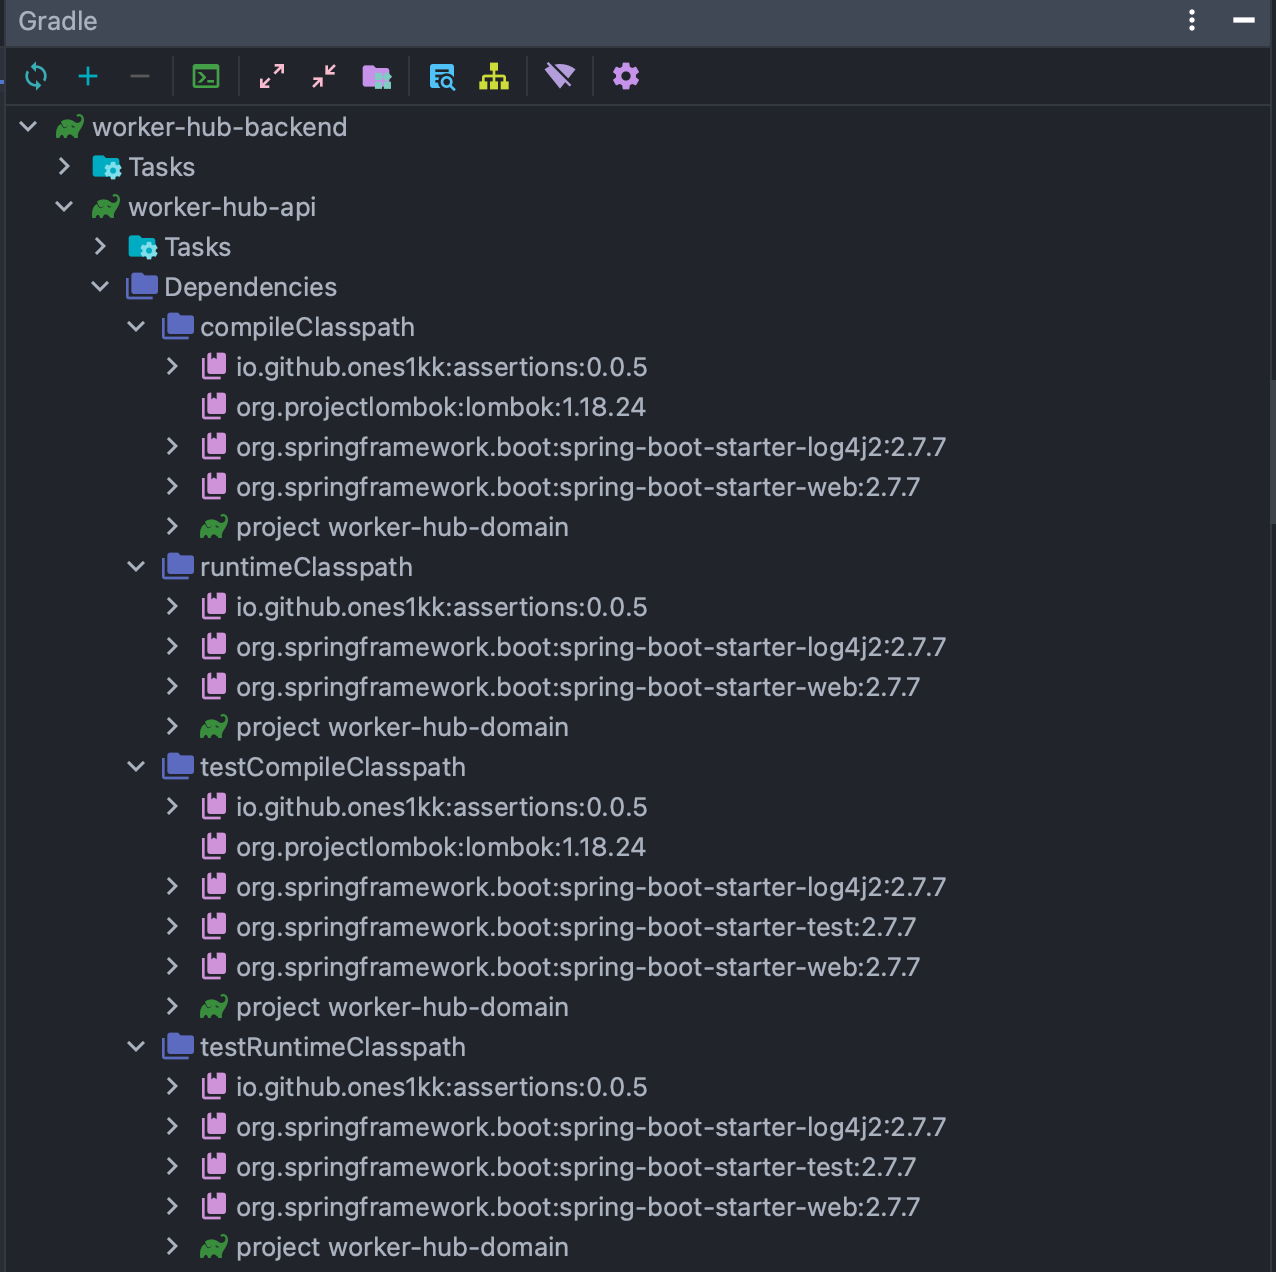 Gradle
worker-hub-backend
Tasks
worker-hub-api
Tasks
Dependencies
compileClasspath
io.github.ones1kk:assertions:0.0.5
org.projectlombok:lombok:1.18.24
org.springframework.boot:spring-boot-starter-log4j2:2.7.7
org.springframework.boot:spring-boot-starter-web:2.7.7
project worker-hub-domain
runtimeClasspath
io.github.ones1kk:assertions:0.0.5
org.springframework.boot:spring-boot-starter-log4j2:2.7.7
org.springframework.boot:spring-boot-starter-web:2.7.7
project worker-hub-domain
testCompileClasspath
io.github.ones1kk:assertions:0.0.5
org.projectlombok:lombok:1.18.24
org.springframework.boot:spring-boot-starter-log4j2:2.7.7
org.springframework.boot:spring-boot-starter-test:2.7.7
org.springframework.boot:spring-boot-starter-web:2.7.7
project worker-hub-domain
testRuntimeClasspath
io.github.ones1kk:assertions:0.0.5
org.springframework.boot:spring-boot-starter-log4j2:2.7.7
org.springframework.boot:spring-boot-starter-test:2.7.7
org.springframework.boot:spring-boot-starter-web:2.7.7
project worker-hub-domain